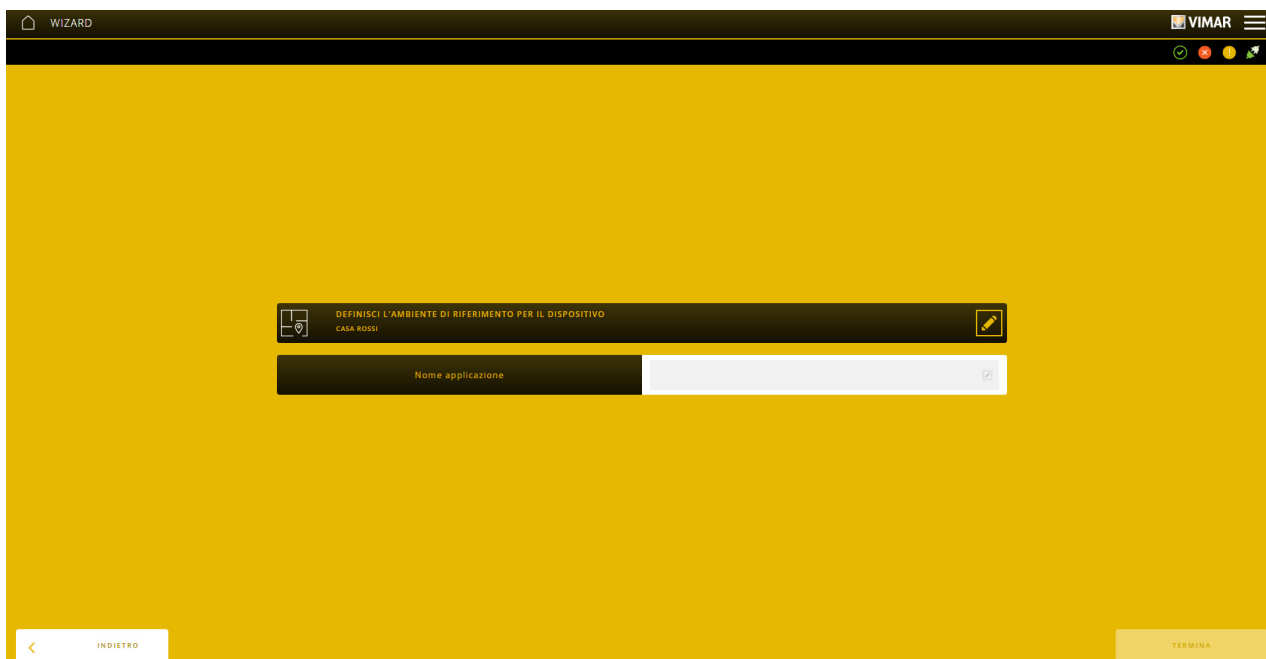 WIZARD
VIMAR
DEFINISCI L'AMBIENTE DI RIFERIMENTO PER IL DISPOSITIVO
CASA ROSSI
Nome applicazione
INDIETRO
TERMINA